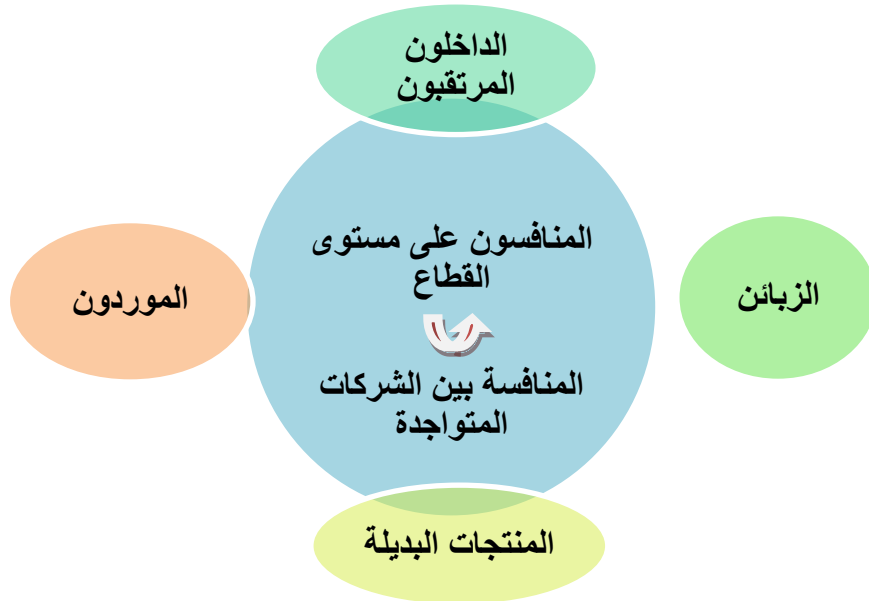 الداخلون
المرتقبون
المنافسون على مستوى
القطاع
الزبائن
الموردون
المنافسة بين الشركات
المتواجدة
المنتجات البديلة